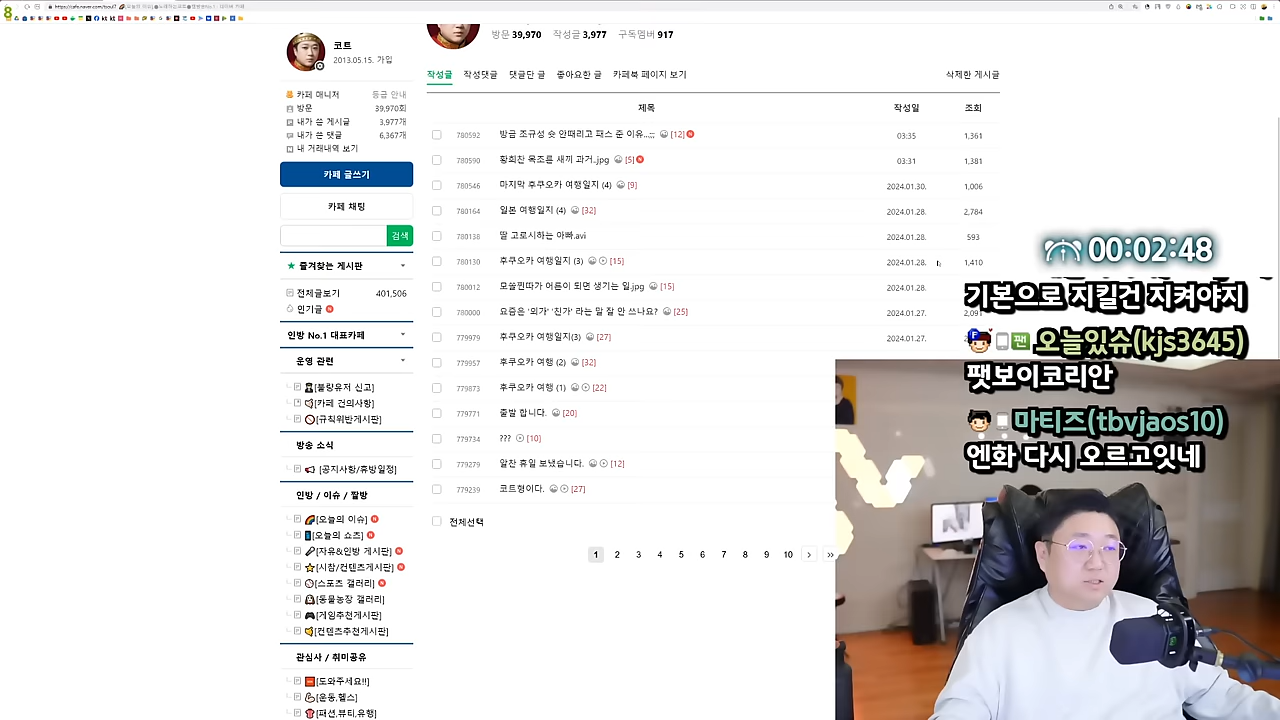 방문 39,970 작성글 3,977 구독멤버 917
코트
2013.05.15. 가입
카페 매니저 등급 안내
방문 39,970회
내가 쓴 게시글 3,977개
내가 쓴 댓글 6,367개
내 거래내역 보기
카페 글쓰기
카페 채팅
검색
즐겨찾는 게시판
전체글보기 401,506
인기글
인방 No.1 대표카페
운영 관련
[불량유저 신고]
[카페 건의사항]
[규칙위반게시판]
방송 소식
[공지사항/휴방일정]
인방 / 이슈 / 짤방
[오늘의 이슈]
[오늘의 쇼츠]
[자유&인방 게시판]
[시참/컨텐츠게시판]
[스포츠 갤러리]
[동물농장 갤러리]
[게임추천게시판]
[컨텐츠추천게시판]
관심사 / 취미공유
[도와주세요!!]
[운동,헬스]
[패션,뷰티,유행]
작성글 작성댓글 댓글단 글 좋아요한 글 카페북 페이지 보기 삭제한 게시글
제목 작성일 조회
780592 방금 조규성 슛 안때리고 패스 준 이유..,;; [12] 03:35 1,361
780590 황희찬 옥조름 새끼 과거..jpg [5] 03:31 1,381
780546 마지막 후쿠오카 여행일지 (4) [9] 2024.01.30. 1,006
780164 일본 여행일지 (4) [32] 2024.01.28. 2,784
780138 딸 고로시하는 아빠.avi 2024.01.28. 593
780130 후쿠오카 여행일지 (3) [15] 2024.01.28. 1,410
780012 모쏠찐따가 어른이 되면 생기는 일.jpg [15] 2024.01.28.
780000 요즘은 '외가' '친가' 라는 말 잘 안 쓰나요? [25] 2024.01.27. 2,091
779979 후쿠오카 여행일지(3) [27] 2024.01.27.
779957 후쿠오카 여행 (2) [32]
779873 후쿠오카 여행 (1) [22]
779771 출발 합니다. [20]
779734 ??? [10]
779279 알찬 휴일 보냈습니다. [12]
779239 코트형이다. [27]
전체선택
1 2 3 4 5 6 7 8 9 10 > »
00:02:48
기본으로 지킬건 지켜야지
오늘있슈(kjs3645)
팻보이코리안
마티즈(tbvjaos10)
엔화 다시 오르고잇네